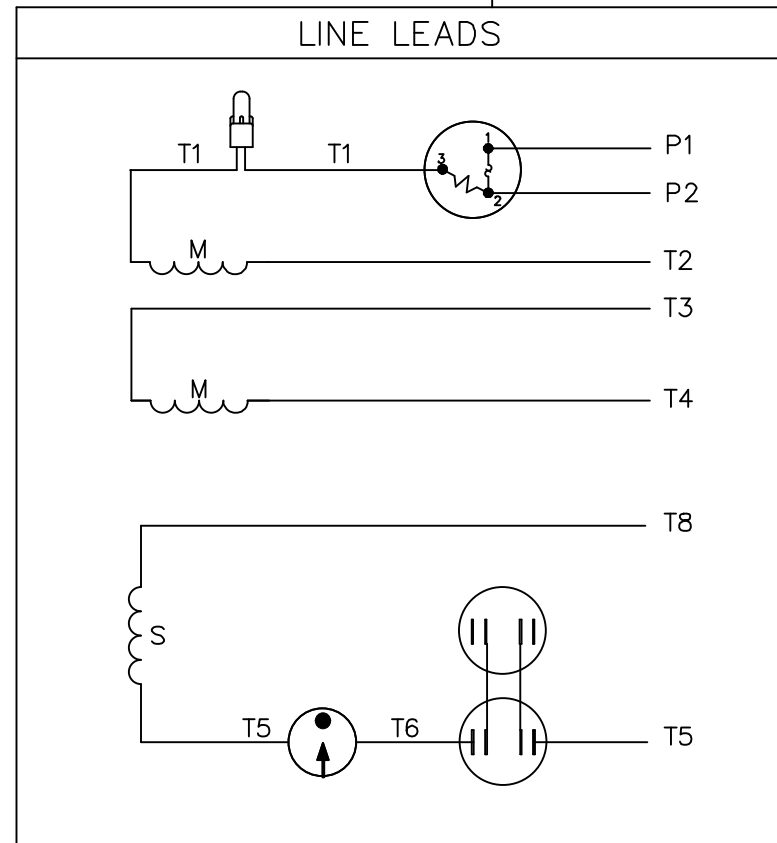 LINE LEADS
T1 T1 1 P1
3
2 P2
M T2
T3
M T4
T8
S
T5 T6 T5